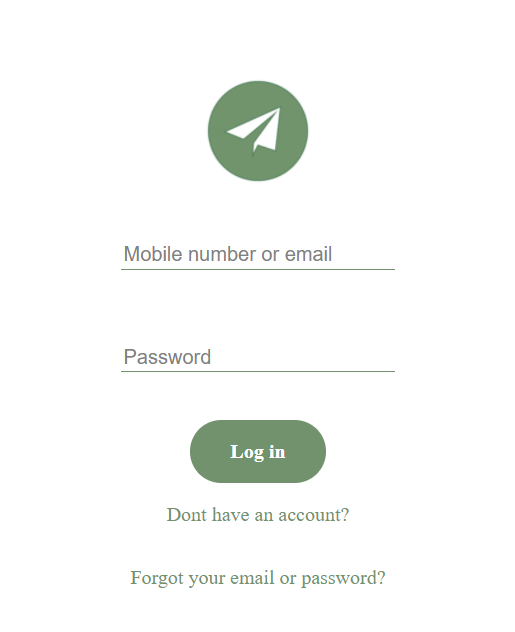 Mobile number or email
Password
Log in
Dont have an account?
Forgot your email or password?